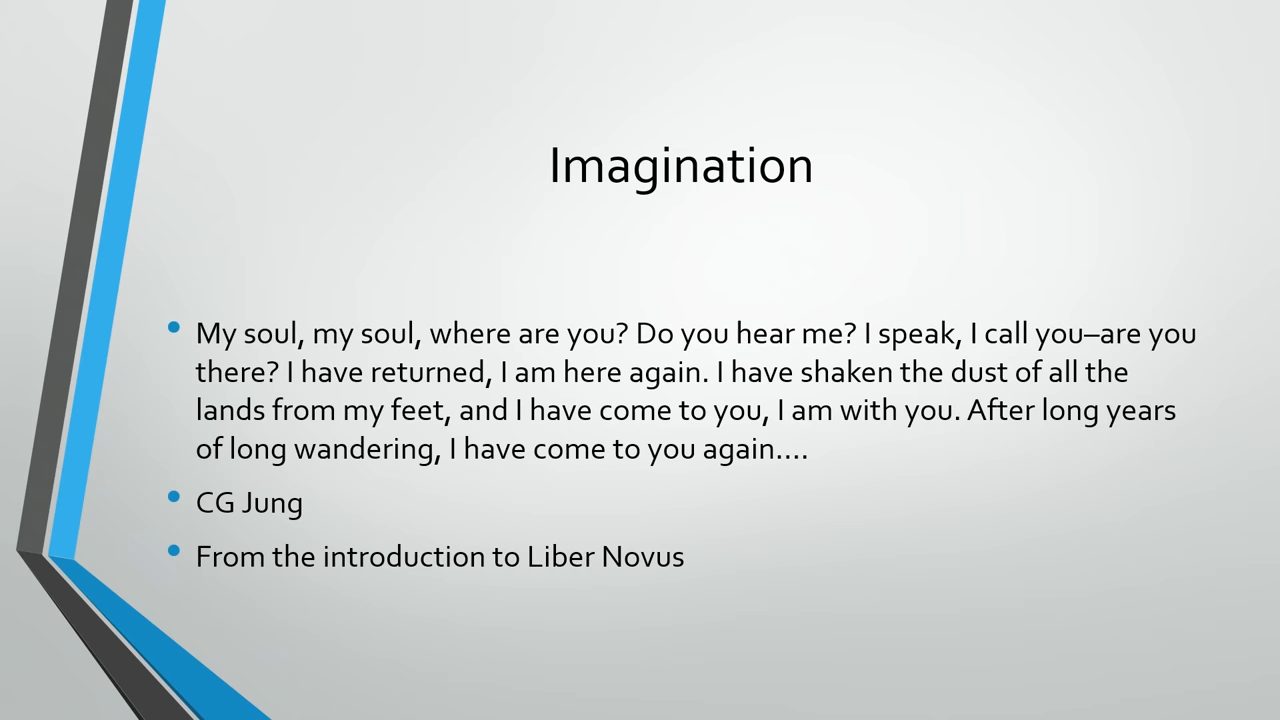 Imagination
My soul, my soul, where are you? Do you hear me? I speak, I call you–are you
there? I have returned, I am here again. I have shaken the dust of all the
lands from my feet, and I have come to you, I am with you. After long years
of long wandering, I have come to you again….
CG Jung
From the introduction to Liber Novus